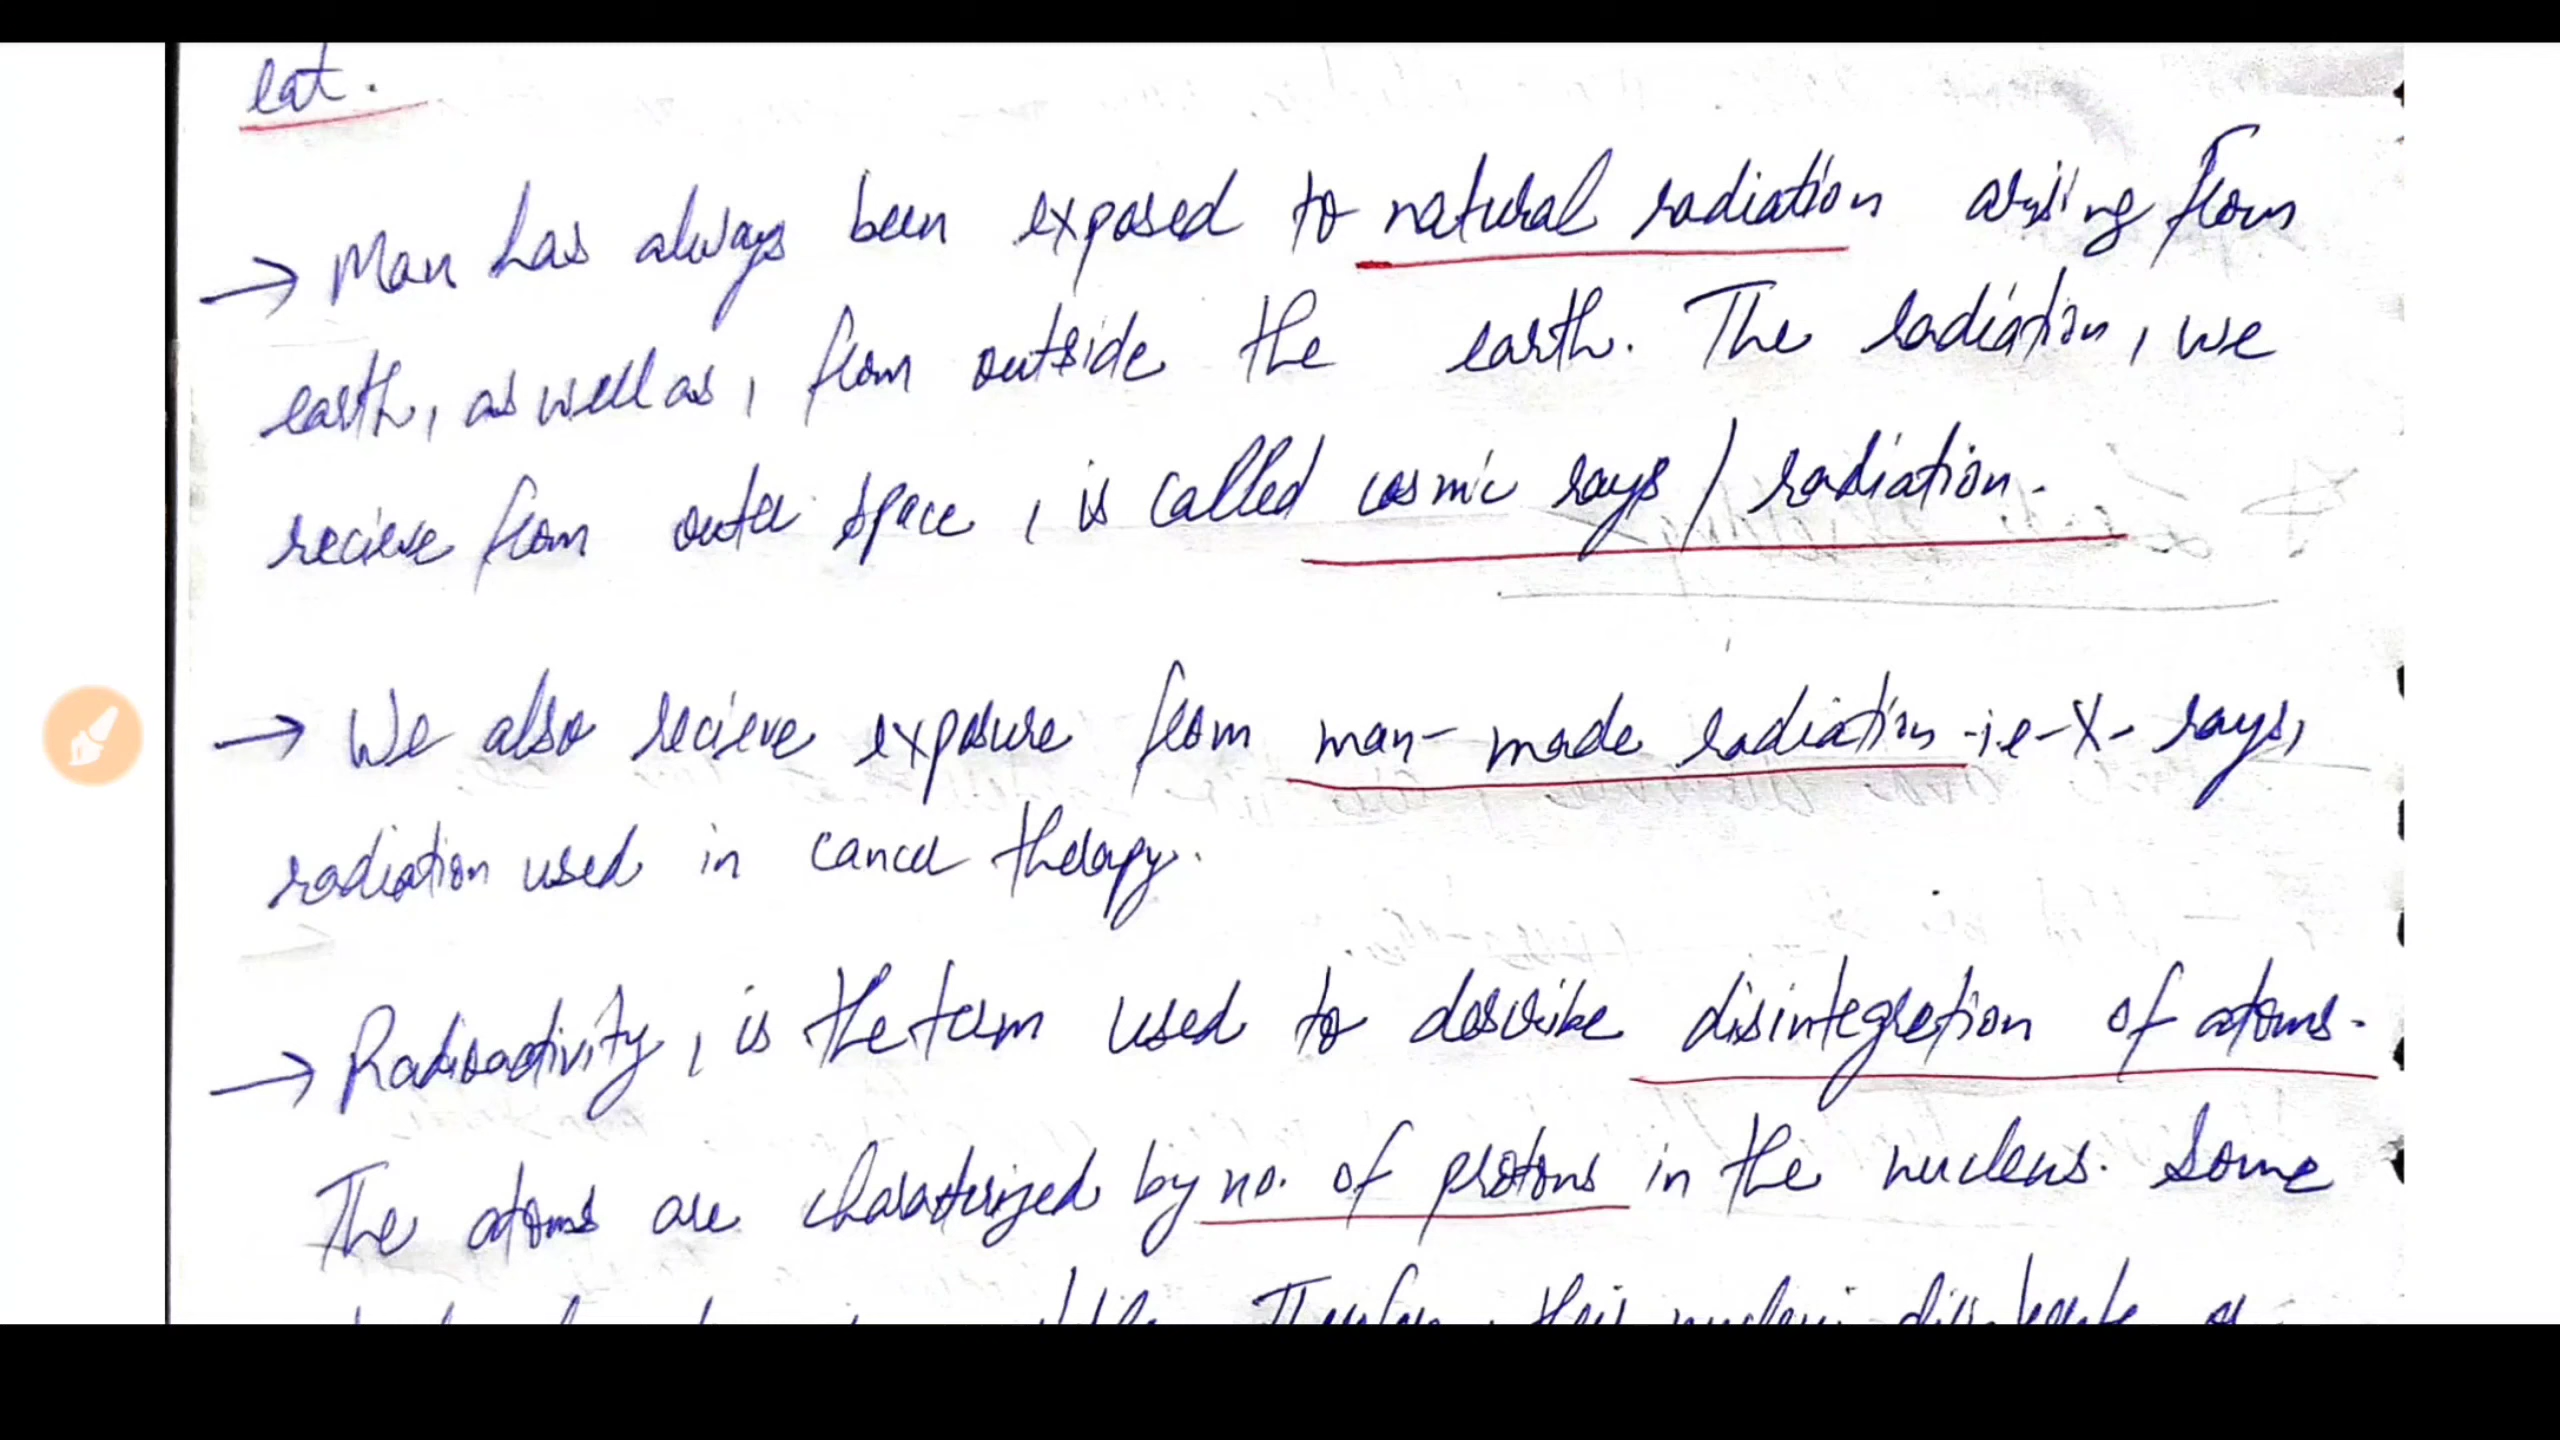 eat.
→ Man has always been exposed to natural radiation arising from
earth, as well as, from outside the earth. The radiation, we
recieve from outer space, is called cosmic rays / radiation.
→ We also recieve exposure from man-made radiation -i.e- X-rays,
radiation used in cancer therapy.
→ Radioactivity, is the term used to describe disintegretion of atoms.
The atoms are charaterized by no. of protons in the nucleus. Some